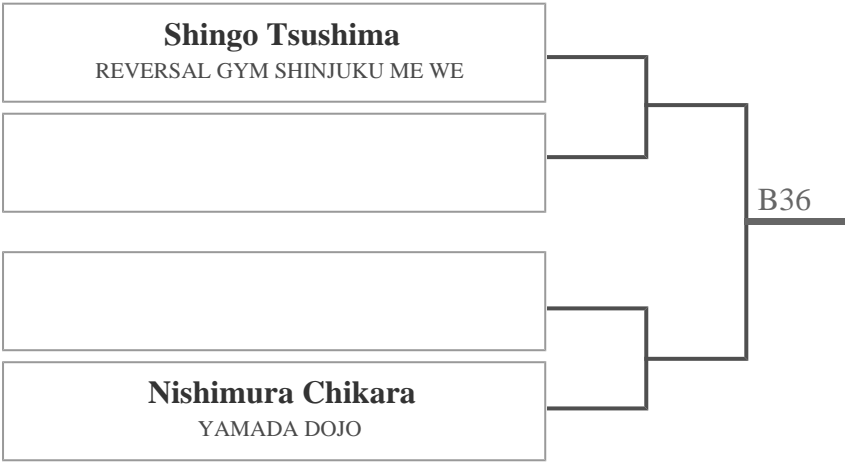 Shingo Tsushima
REVERSAL GYM SHINJUKU ME WE
B36
Nishimura Chikara
YAMADA DOJO